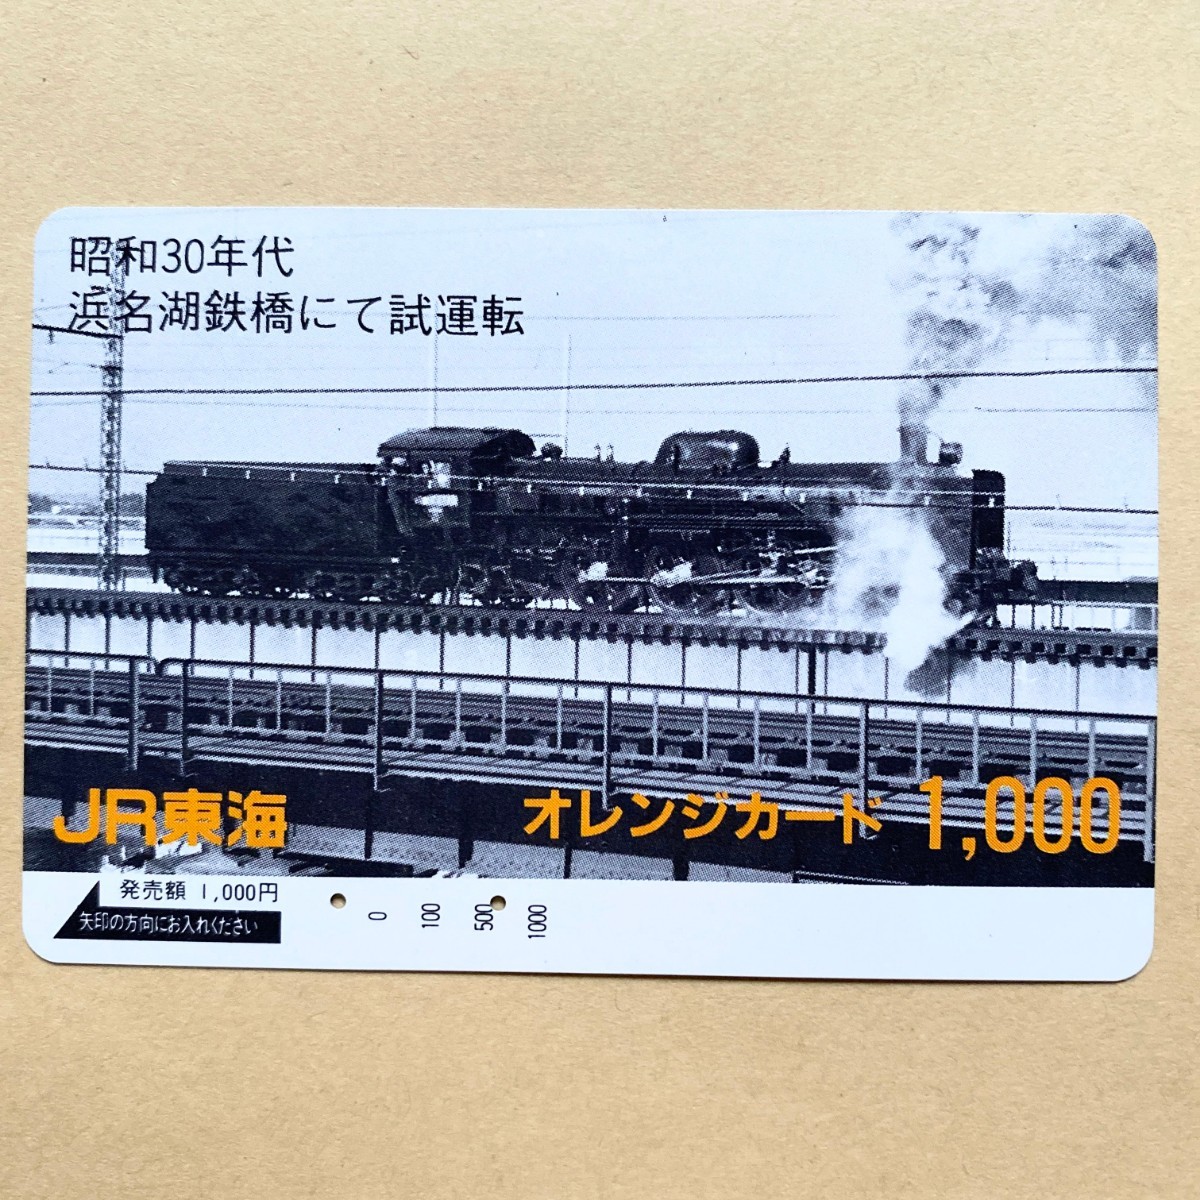 昭和30年代
浜名湖鉄橋にて試運転
JR東海
オレンジカード 1,000
発売額 1,000円
矢印の方向にお入れください
0 100 500 1000